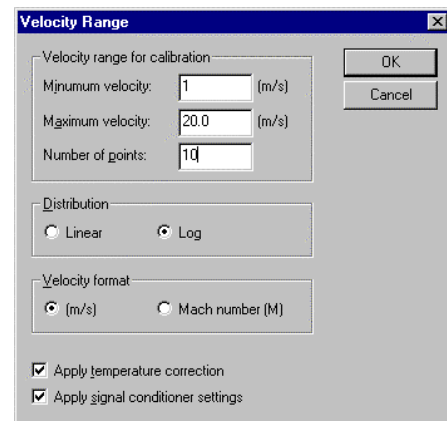 Velocity Range
Velocity range for calibration
Minumum velocity: 1 (m/s)
Maximum velocity: 20.0 (m/s)
Number of points: 10
OK
Cancel
Distribution
Linear Log
Velocity format
(m/s) Mach number (M)
Apply temperature correction
Apply signal conditioner settings